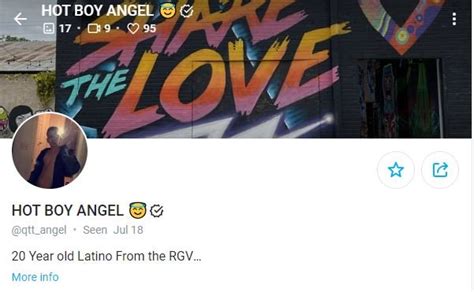 HOT BOY ANGEL 😇
17 • 9 • 95
SHARE
THE LOVE
HOT BOY ANGEL 😇
@qtt_angel • Seen Jul 18
20 Year old Latino From the RGV...
More info